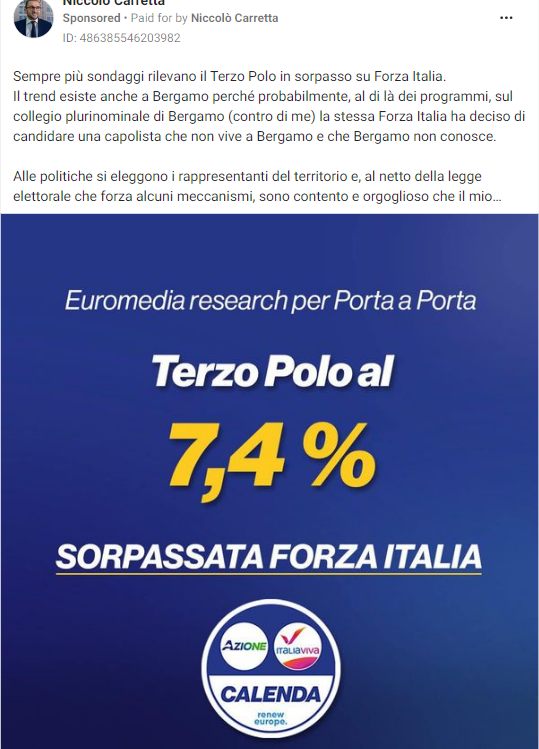 Niccolò Carretta
Sponsored • Paid for by Niccolò Carretta
ID: 486385546203982
Sempre più sondaggi rilevano il Terzo Polo in sorpasso su Forza Italia.
Il trend esiste anche a Bergamo perché probabilmente, al di là dei programmi, sul
collegio plurinominale di Bergamo (contro di me) la stessa Forza Italia ha deciso di
candidare una capolista che non vive a Bergamo e che Bergamo non conosce.
Alle politiche si eleggono i rappresentanti del territorio e, al netto della legge
elettorale che forza alcuni meccanismi, sono contento e orgoglioso che il mio...
Euromedia research per Porta a Porta
Terzo Polo al
7,4 %
SORPASSATA FORZA ITALIA
AZIONE
ITALIAVIVA
CALENDA
renew
europe.